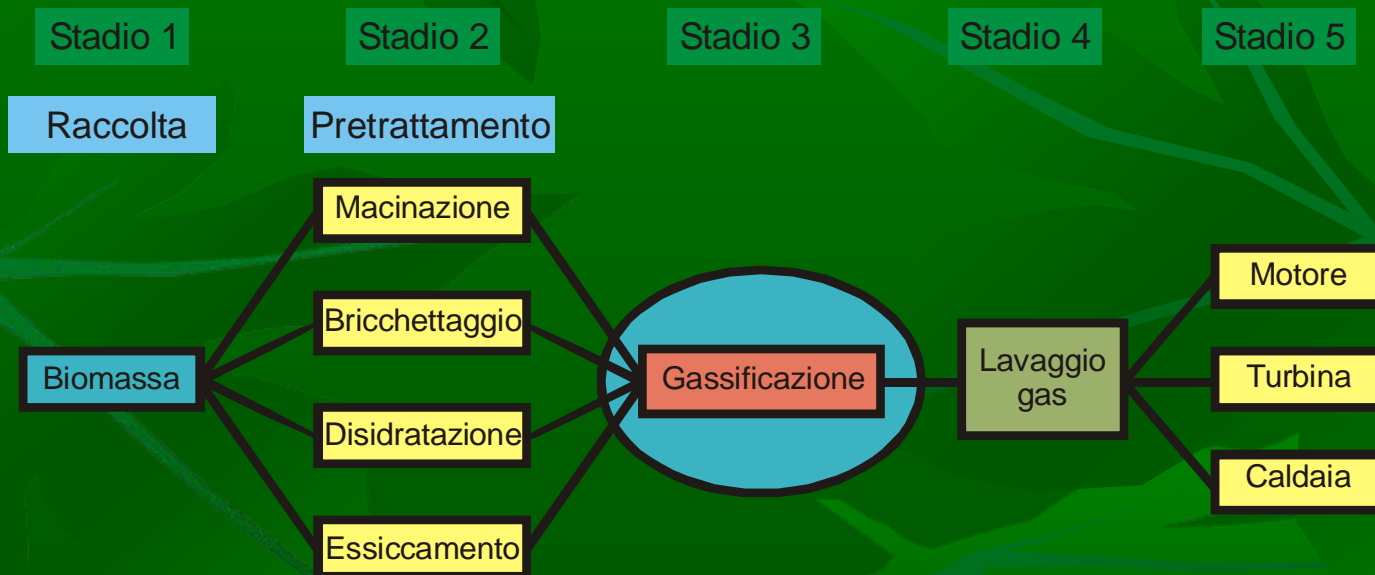 Stadio 1
Stadio 2
Stadio 3
Stadio 4
Stadio 5
Raccolta
Pretrattamento
Biomassa
Macinazione
Bricchettaggio
Disidratazione
Essiccamento
Gassificazione
Lavaggio
gas
Motore
Turbina
Caldaia